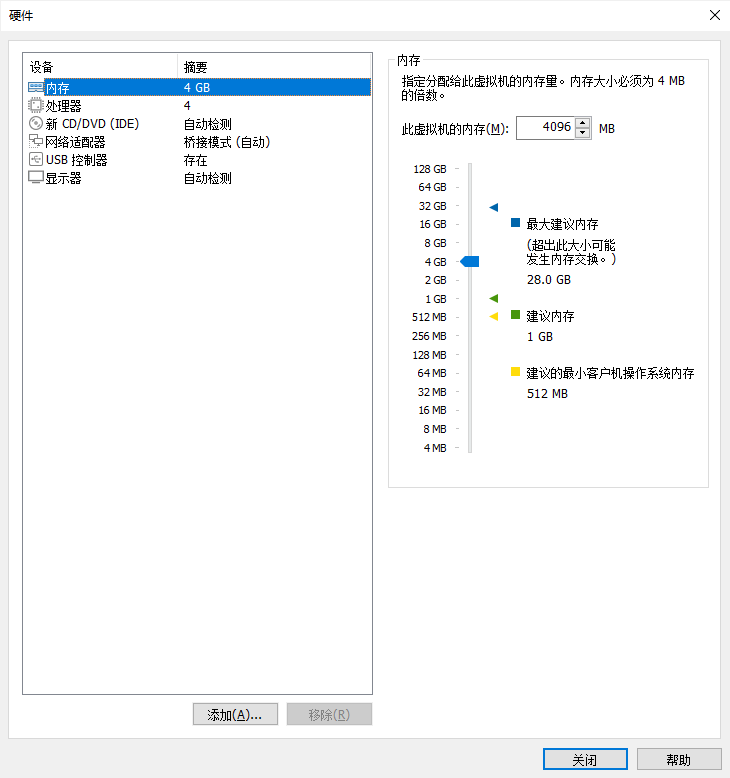 硬件
设备 摘要
内存 4 GB
处理器 4
新 CD/DVD (IDE) 自动检测
网络适配器 桥接模式 (自动)
USB 控制器 存在
显示器 自动检测
添加(A)... 移除(R)
内存
指定分配给此虚拟机的内存量。内存大小必须为 4 MB
的倍数。
此虚拟机的内存(M): 4096 MB
128 GB
64 GB
32 GB
16 GB
8 GB
4 GB
2 GB
1 GB
512 MB
256 MB
128 MB
64 MB
32 MB
16 MB
8 MB
4 MB
最大建议内存
(超出此大小可能
发生内存交换。)
28.0 GB
建议内存
1 GB
建议的最小客户机操作系统内存
512 MB
关闭 帮助